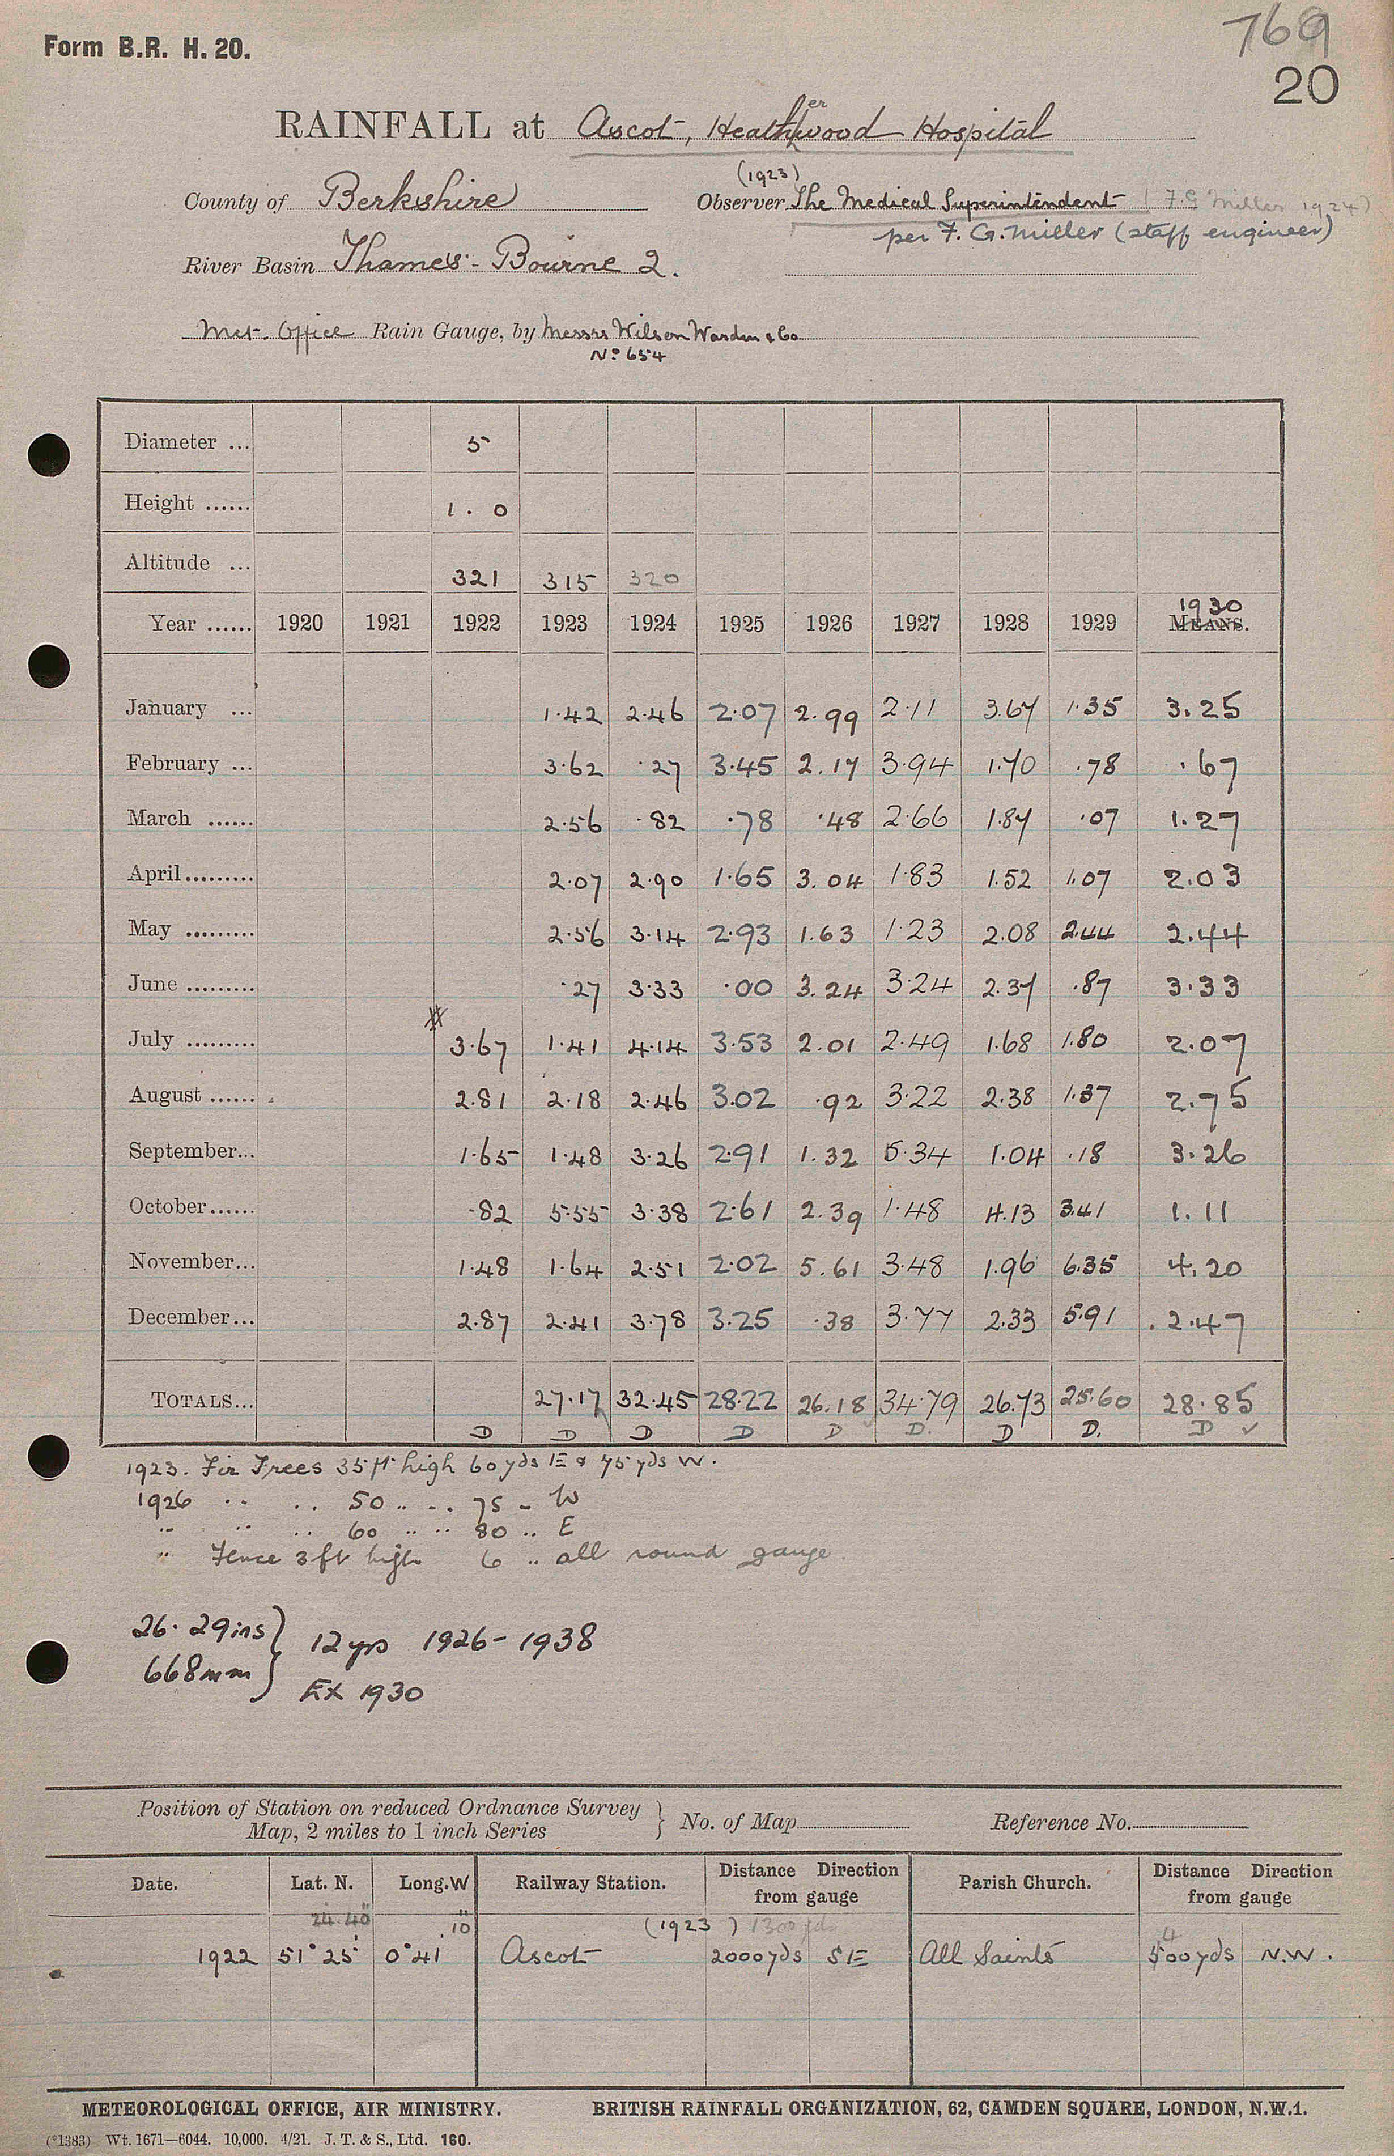 769
Form B.R. H. 20.
20
RAINFALL at Ascot, Heatherwood Hospital
(1923)
County of Berkshire Observer The Medical Superintendent (F.G Miller 1924)
per F. G. Miller (staff engineer)
River Basin Thames - Bourne 2.
Met. Office Rain Gauge, by Messrs Wilson Warden & Co
No. 654
Diameter ... 5
Height ...... 1. 0
Altitude ... 321 315 320
Year ...... 1920 1921 1922 1923 1924 1925 1926 1927 1928 1929 1930 MEANS.
January ... 1.42 2.46 2.07 2.99 2.11 3.67 1.35 3.25
February ... 3.62 .27 3.45 2.17 3.94 1.70 .78 .67
March ...... 2.56 .82 .78 .48 2.66 1.87 .07 1.27
April......... 2.07 2.90 1.65 3.04 1.83 1.52 1.07 2.03
May ......... 2.56 3.14 2.93 1.63 1.23 2.08 2.44 2.44
June ......... .27 3.33 .00 3.24 3.24 2.37 .87 3.33
July ......... 3.67 1.41 4.14 3.53 2.01 2.49 1.68 1.80 2.07
August ...... 2.81 2.18 2.46 3.02 .92 3.22 2.38 1.37 2.75
September... 1.65 1.48 3.26 2.91 1.32 5.34 1.04 .18 3.26
October...... .82 5.55 3.38 2.61 2.39 1.48 4.13 3.41 1.11
November... 1.48 1.64 2.51 2.02 5.61 3.48 1.96 6.35 4.20
December... 2.87 2.41 3.78 3.25 .38 3.77 2.33 5.91 2.47
TOTALS... 27.17 32.45 28.22 26.18 34.79 26.73 25.60 28.85
D D D D D D. D D. D ✓
1923. Fir Trees 35 ft high 60 yds E & 75 yds W.
1926 .. .. 50 .. .. 75 - W
.. .. .. 60 .. .. 80 .. E
" Fence 3 ft high 6 .. all round gauge
26.29 ins } 12 yrs 1926-1938
668 mm } Ex 1930
Position of Station on reduced Ordnance Survey } No. of Map Reference No.
Map, 2 miles to 1 inch Series
Date. Lat. N. Long. W Railway Station. Distance Direction from gauge Parish Church. Distance Direction from gauge
24 40" 10" (1923) 1300 yds 4
1922 51° 25' 0° 41' Ascot 2000 yds SE All Saints 500 yds N.W.
METEOROLOGICAL OFFICE, AIR MINISTRY. BRITISH RAINFALL ORGANIZATION, 62, CAMDEN SQUARE, LONDON, N.W.1.
(*1383) Wt. 1671—6044. 10,000. 4/21. J. T. & S., Ltd. 160.